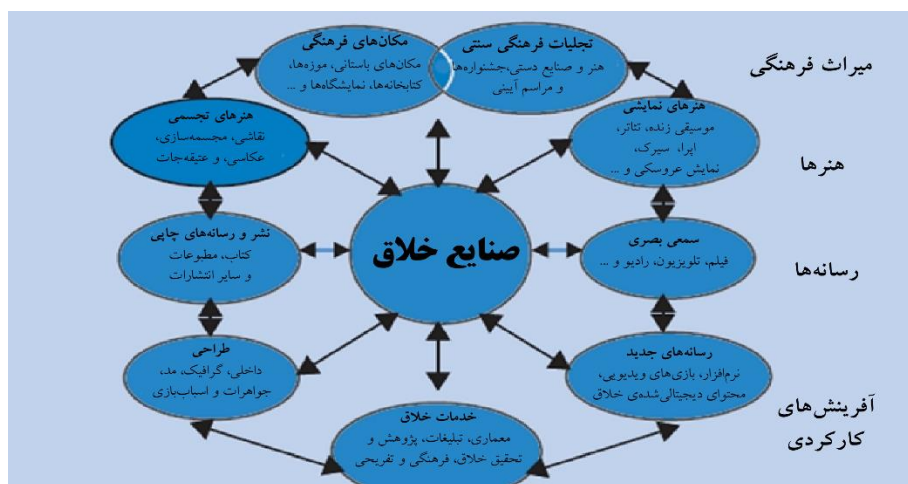 میراث فرهنگی
تجلیات فرهنگی سنتی
هنر و صنایع دستی،جشنواره‌ها
و مراسم آیینی
مکان‌های فرهنگی
مکان‌های باستانی، موزه‌ها،
کتابخانه‌ها، نمایشگاه‌ها و ...
هنرها
هنرهای نمایشی
موسیقی زنده، تئاتر،
اپرا، سیرک،
نمایش عروسکی و ...
هنرهای تجسمی
نقاشی، مجسمه‌سازی،
عکاسی، و عتیقه‌جات
صنایع خلاق
رسانه‌ها
سمعی بصری
فیلم، تلویزیون، رادیو و ...
نشر و رسانه‌های چاپی
کتاب، مطبوعات
و سایر انتشارات
آفرینش‌های
کارکردی
رسانه‌های جدید
نرم‌افزار، بازی‌های ویدیویی،
محتوای دیجیتالی‌شده‌ی خلاق
طراحی
داخلی، گرافیک، مد،
جواهرات و اسباب‌بازی
خدمات خلاق
معماری، تبلیغات، پژوهش و
تحقیق خلاق، فرهنگی و تفریحی